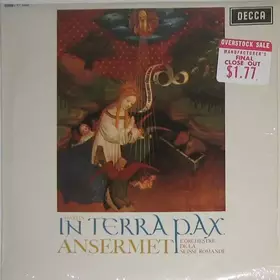 DECCA
OVERSTOCK SALE
MANUFACTURER'S
FINAL
CLOSE OUT
$1.77
IN TERRA PAX
ANSERMET
L'ORCHESTRE
DE LA
SUISSE ROMANDE